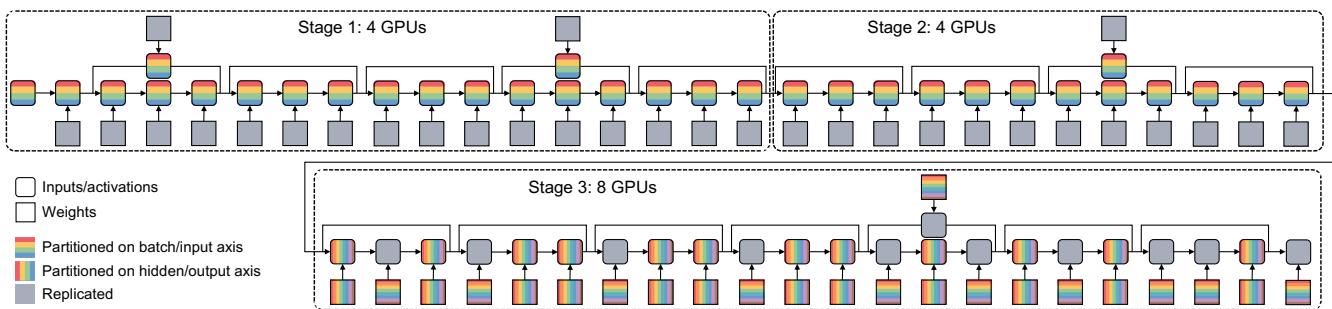 Stage 1: 4 GPUs
Stage 2: 4 GPUs
Stage 3: 8 GPUs
Inputs/activations
Weights
Partitioned on batch/input axis
Partitioned on hidden/output axis
Replicated